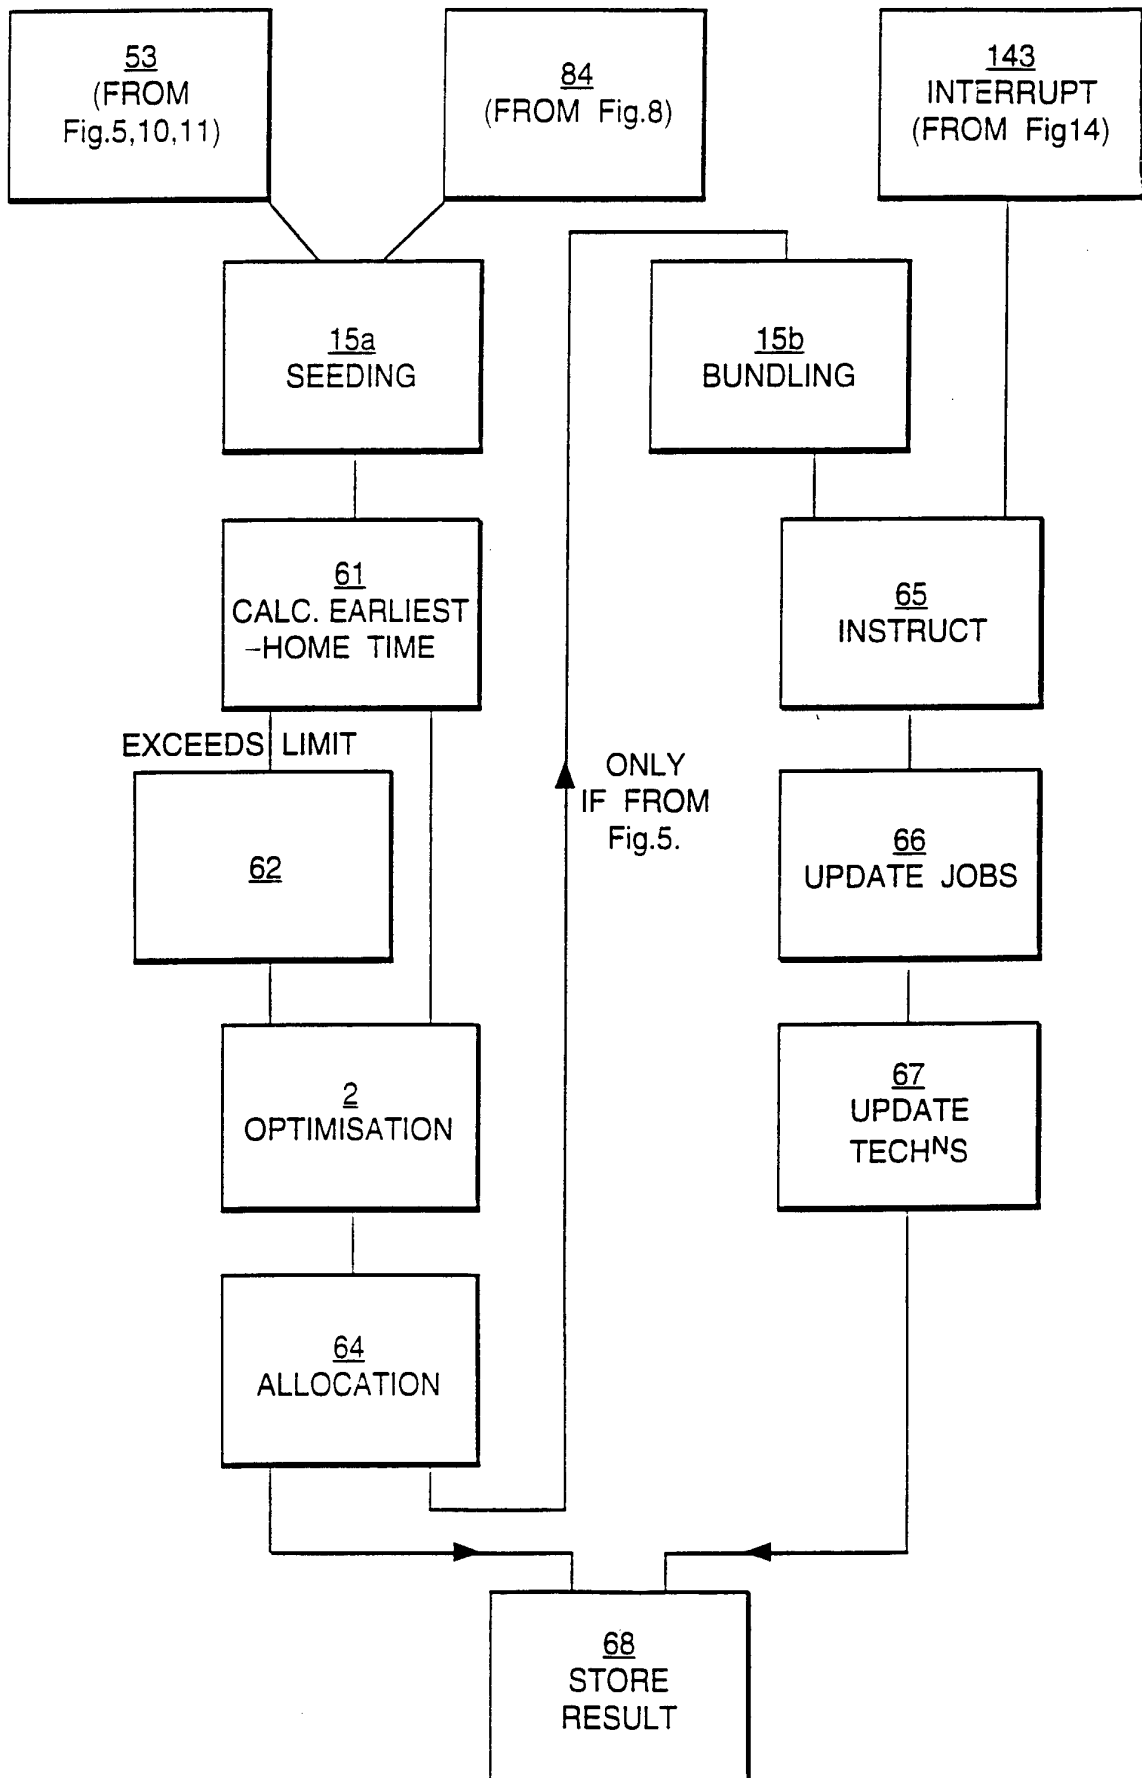 53
(FROM
Fig.5,10,11)
84
(FROM Fig.8)
143
INTERRUPT
(FROM Fig14)
15a
SEEDING
15b
BUNDLING
61
CALC. EARLIEST
-HOME TIME
65
INSTRUCT
EXCEEDS LIMIT
ONLY
IF FROM
Fig.5.
62
66
UPDATE JOBS
2
OPTIMISATION
67
UPDATE
TECHᴺS
64
ALLOCATION
68
STORE
RESULT